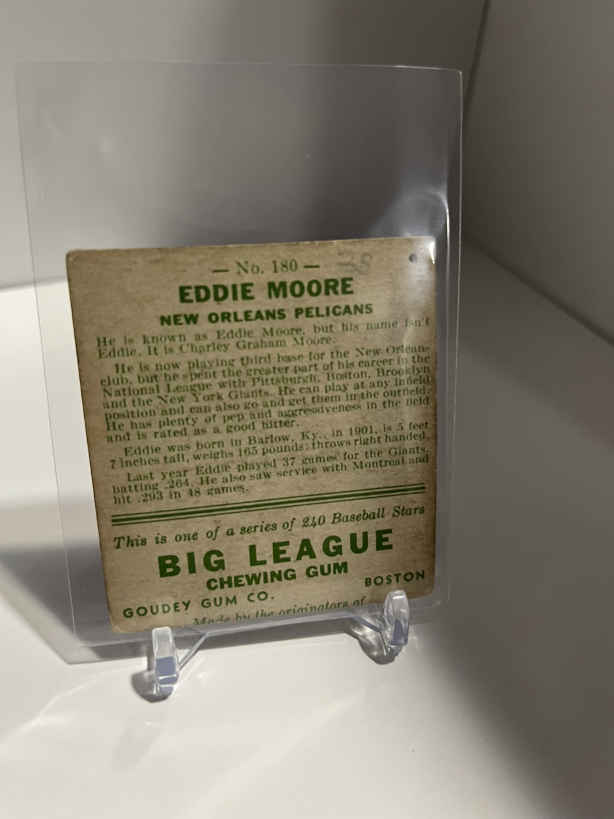 — No. 180 —
EDDIE MOORE
NEW ORLEANS PELICANS
He is known as Eddie Moore, but his name isn't
Eddie. It is Charley Graham Moore.
He is now playing third base for the New Orleans
club, but he spent the greater part of his career in the
National League with Pittsburgh, Boston, Brooklyn
and the New York Giants. He can play at any infield
position and can also go and get them in the outfield.
He has plenty of pep and aggressiveness in the field
and is rated as a good hitter.
Eddie was born in Barlow, Ky., in 1901, is 5 feet
7 inches tall, weighs 165 pounds; throws right handed.
Last year Eddie played 37 games for the Giants,
batting .264. He also saw service with Montreal and
hit .293 in 48 games.
This is one of a series of 240 Baseball Stars
BIG LEAGUE
CHEWING GUM
GOUDEY GUM CO. BOSTON
Made by the originators of